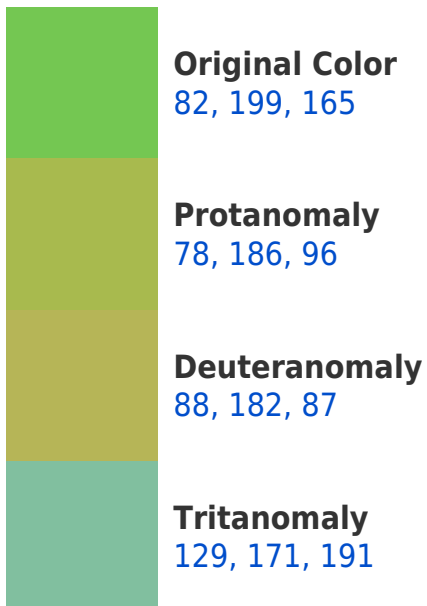 Original Color
82, 199, 165
Protanomaly
78, 186, 96
Deuteranomaly
88, 182, 87
Tritanomaly
129, 171, 191